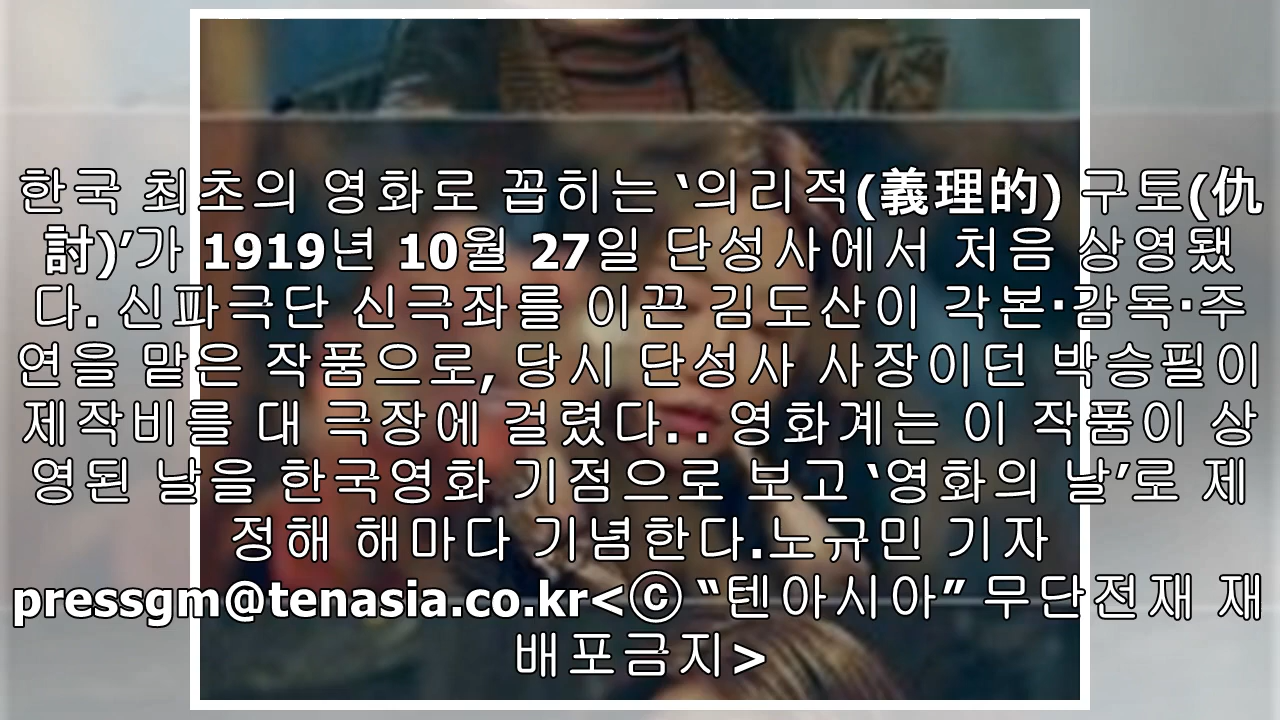 한국 최초의 영화로 꼽히는 ‘의리적(義理的) 구토(仇
討)’가 1919년 10월 27일 단성사에서 처음 상영됐
다. 신파극단 신극좌를 이끈 김도산이 각본·감독·주
연을 맡은 작품으로, 당시 단성사 사장이던 박승필이
제작비를 대 극장에 걸렸다. . 영화계는 이 작품이 상
영된 날을 한국영화 기점으로 보고 ‘영화의 날’로 제
정해 해마다 기념한다.노규민 기자
pressgm@tenasia.co.kr<ⓒ “텐아시아” 무단전재 재
배포금지>